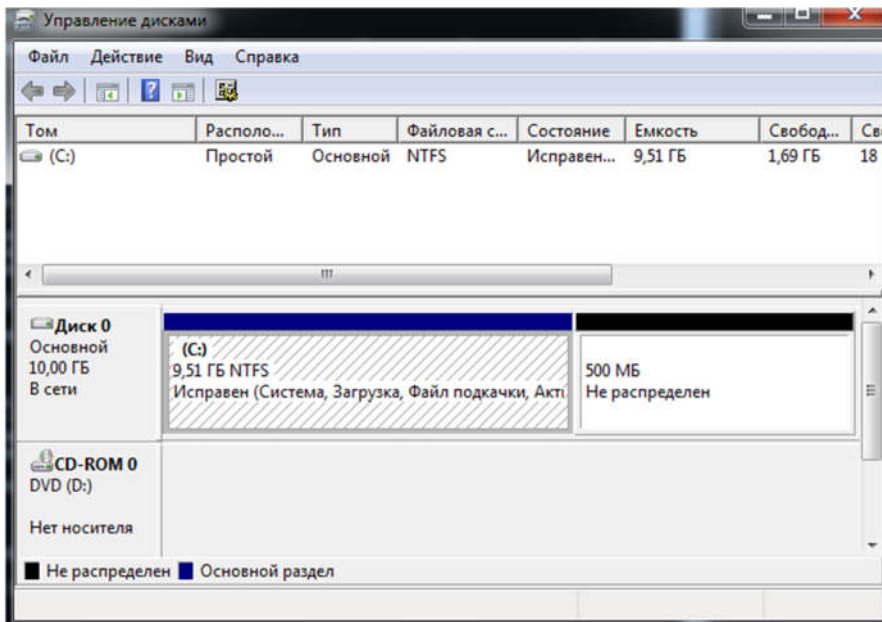 Управление дисками
Файл Действие Вид Справка
Том Располо... Тип Файловая с... Состояние Емкость Свобод... Св
(C:) Простой Основной NTFS Исправен... 9,51 ГБ 1,69 ГБ 18
Диск 0
Основной
10,00 ГБ
В сети
(C:)
9,51 ГБ NTFS
Исправен (Система, Загрузка, Файл подкачки, Акти
500 МБ
Не распределен
CD-ROM 0
DVD (D:)
Нет носителя
Не распределен Основной раздел